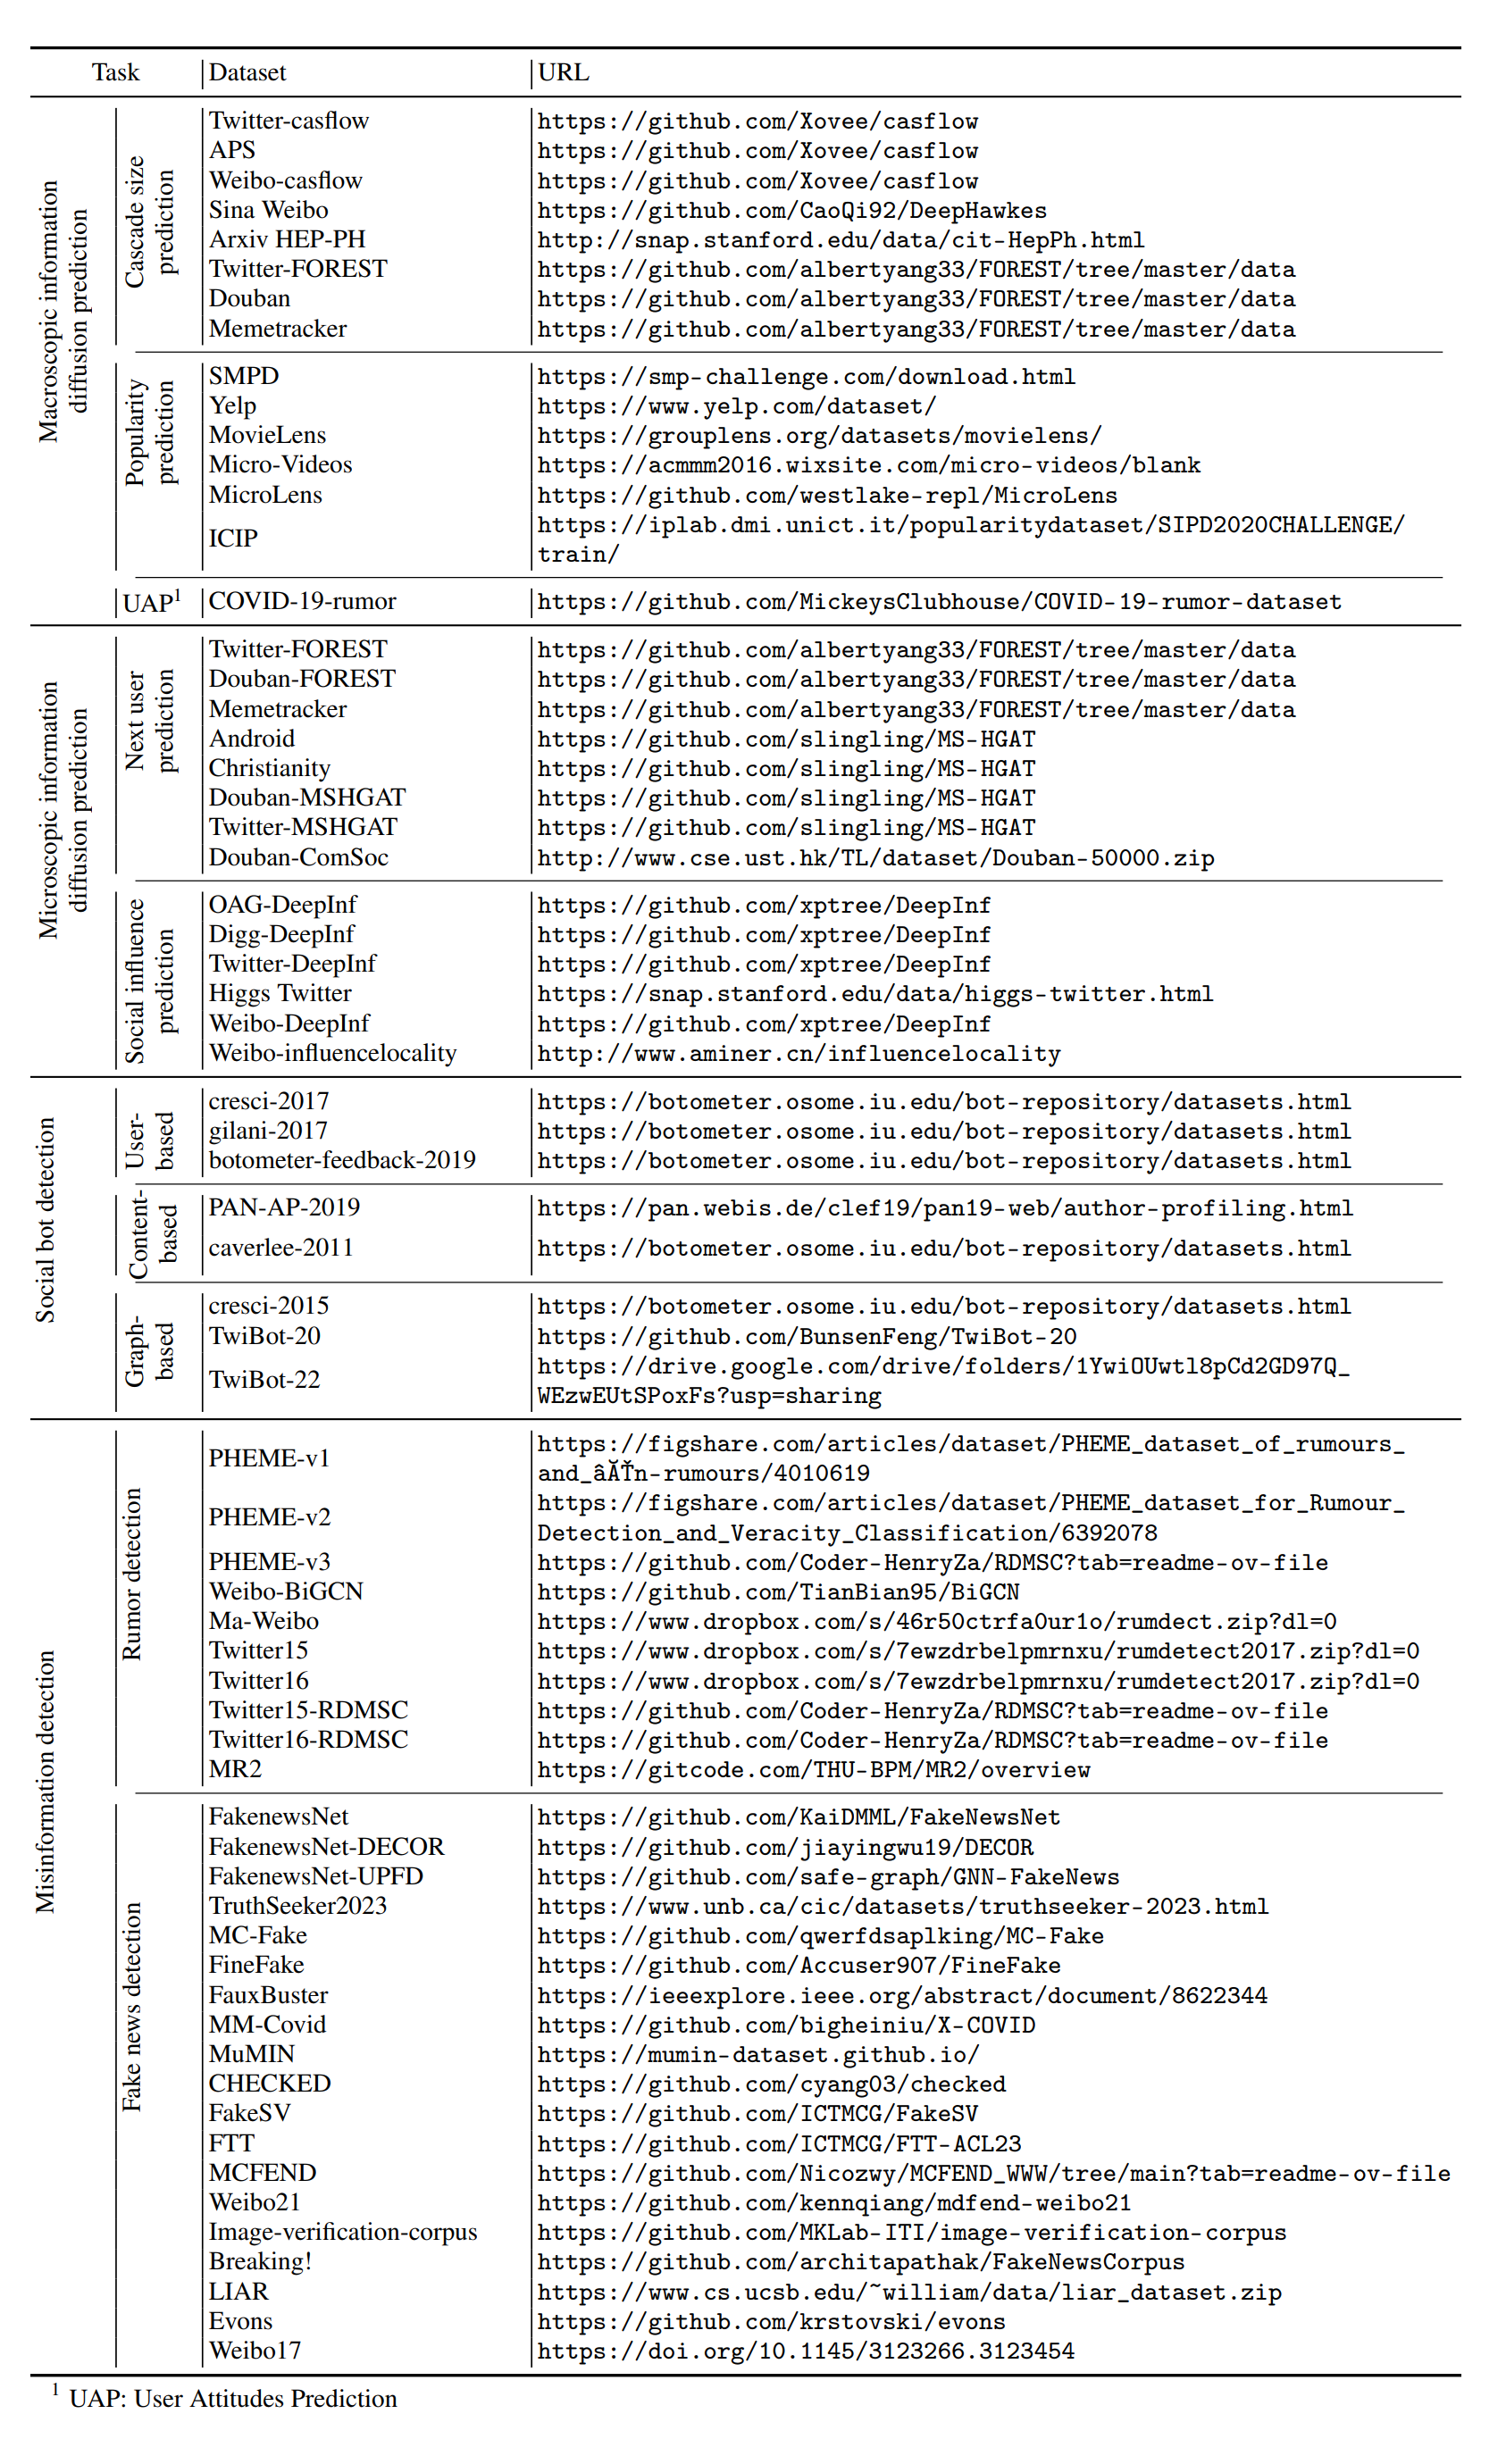 Task Dataset URL
Macroscopic information
diffusion prediction
Cascade size
prediction
Twitter-casflow https://github.com/Xovee/casflow
APS https://github.com/Xovee/casflow
Weibo-casflow https://github.com/Xovee/casflow
Sina Weibo https://github.com/CaoQi92/DeepHawkes
Arxiv HEP-PH http://snap.stanford.edu/data/cit-HepPh.html
Twitter-FOREST https://github.com/albertyang33/FOREST/tree/master/data
Douban https://github.com/albertyang33/FOREST/tree/master/data
Memetracker https://github.com/albertyang33/FOREST/tree/master/data
Popularity
prediction
SMPD https://smp-challenge.com/download.html
Yelp https://www.yelp.com/dataset/
MovieLens https://grouplens.org/datasets/movielens/
Micro-Videos https://acmmm2016.wixsite.com/micro-videos/blank
MicroLens https://github.com/westlake-repl/MicroLens
ICIP https://iplab.dmi.unict.it/popularitydataset/SIPD2020CHALLENGE/
train/
UAP1 COVID-19-rumor https://github.com/MickeysClubhouse/COVID-19-rumor-dataset
Microscopic information
diffusion prediction
Next user
prediction
Twitter-FOREST https://github.com/albertyang33/FOREST/tree/master/data
Douban-FOREST https://github.com/albertyang33/FOREST/tree/master/data
Memetracker https://github.com/albertyang33/FOREST/tree/master/data
Android https://github.com/slingling/MS-HGAT
Christianity https://github.com/slingling/MS-HGAT
Douban-MSHGAT https://github.com/slingling/MS-HGAT
Twitter-MSHGAT https://github.com/slingling/MS-HGAT
Douban-ComSoc http://www.cse.ust.hk/TL/dataset/Douban-50000.zip
Social influence
prediction
OAG-DeepInf https://github.com/xptree/DeepInf
Digg-DeepInf https://github.com/xptree/DeepInf
Twitter-DeepInf https://github.com/xptree/DeepInf
Higgs Twitter https://snap.stanford.edu/data/higgs-twitter.html
Weibo-DeepInf https://github.com/xptree/DeepInf
Weibo-influencelocality http://www.aminer.cn/influencelocality
Social bot detection
User-
based
cresci-2017 https://botometer.osome.iu.edu/bot-repository/datasets.html
gilani-2017 https://botometer.osome.iu.edu/bot-repository/datasets.html
botometer-feedback-2019 https://botometer.osome.iu.edu/bot-repository/datasets.html
Content-
based
PAN-AP-2019 https://pan.webis.de/clef19/pan19-web/author-profiling.html
caverlee-2011 https://botometer.osome.iu.edu/bot-repository/datasets.html
Graph-
based
cresci-2015 https://botometer.osome.iu.edu/bot-repository/datasets.html
TwiBot-20 https://github.com/BunsenFeng/TwiBot-20
TwiBot-22 https://drive.google.com/drive/folders/1YwiOUwtl8pCd2GD97Q_
WEzwEUtSPoxFs?usp=sharing
Misinformation detection
Rumor detection
PHEME-v1 https://figshare.com/articles/dataset/PHEME_dataset_of_rumours_
and_âĂŤn-rumours/4010619
PHEME-v2 https://figshare.com/articles/dataset/PHEME_dataset_for_Rumour_
Detection_and_Veracity_Classification/6392078
PHEME-v3 https://github.com/Coder-HenryZa/RDMSC?tab=readme-ov-file
Weibo-BiGCN https://github.com/TianBian95/BiGCN
Ma-Weibo https://www.dropbox.com/s/46r50ctrfa0ur1o/rumdect.zip?dl=0
Twitter15 https://www.dropbox.com/s/7ewzdrbelpmrnxu/rumdetect2017.zip?dl=0
Twitter16 https://www.dropbox.com/s/7ewzdrbelpmrnxu/rumdetect2017.zip?dl=0
Twitter15-RDMSC https://github.com/Coder-HenryZa/RDMSC?tab=readme-ov-file
Twitter16-RDMSC https://github.com/Coder-HenryZa/RDMSC?tab=readme-ov-file
MR2 https://gitcode.com/THU-BPM/MR2/overview
Fake news detection
FakenewsNet https://github.com/KaiDMML/FakeNewsNet
FakenewsNet-DECOR https://github.com/jiayingwu19/DECOR
FakenewsNet-UPFD https://github.com/safe-graph/GNN-FakeNews
TruthSeeker2023 https://www.unb.ca/cic/datasets/truthseeker-2023.html
MC-Fake https://github.com/qwerfdsaplking/MC-Fake
FineFake https://github.com/Accuser907/FineFake
FauxBuster https://ieeexplore.ieee.org/abstract/document/8622344
MM-Covid https://github.com/bigheiniu/X-COVID
MuMIN https://mumin-dataset.github.io/
CHECKED https://github.com/cyang03/checked
FakeSV https://github.com/ICTMCG/FakeSV
FTT https://github.com/ICTMCG/FTT-ACL23
MCFEND https://github.com/Nicozwy/MCFEND_WWW/tree/main?tab=readme-ov-file
Weibo21 https://github.com/kennqiang/mdfend-weibo21
Image-verification-corpus https://github.com/MKLab-ITI/image-verification-corpus
Breaking! https://github.com/architapathak/FakeNewsCorpus
LIAR https://www.cs.ucsb.edu/~william/data/liar_dataset.zip
Evons https://github.com/krstovski/evons
Weibo17 https://doi.org/10.1145/3123266.3123454
1 UAP: User Attitudes Prediction